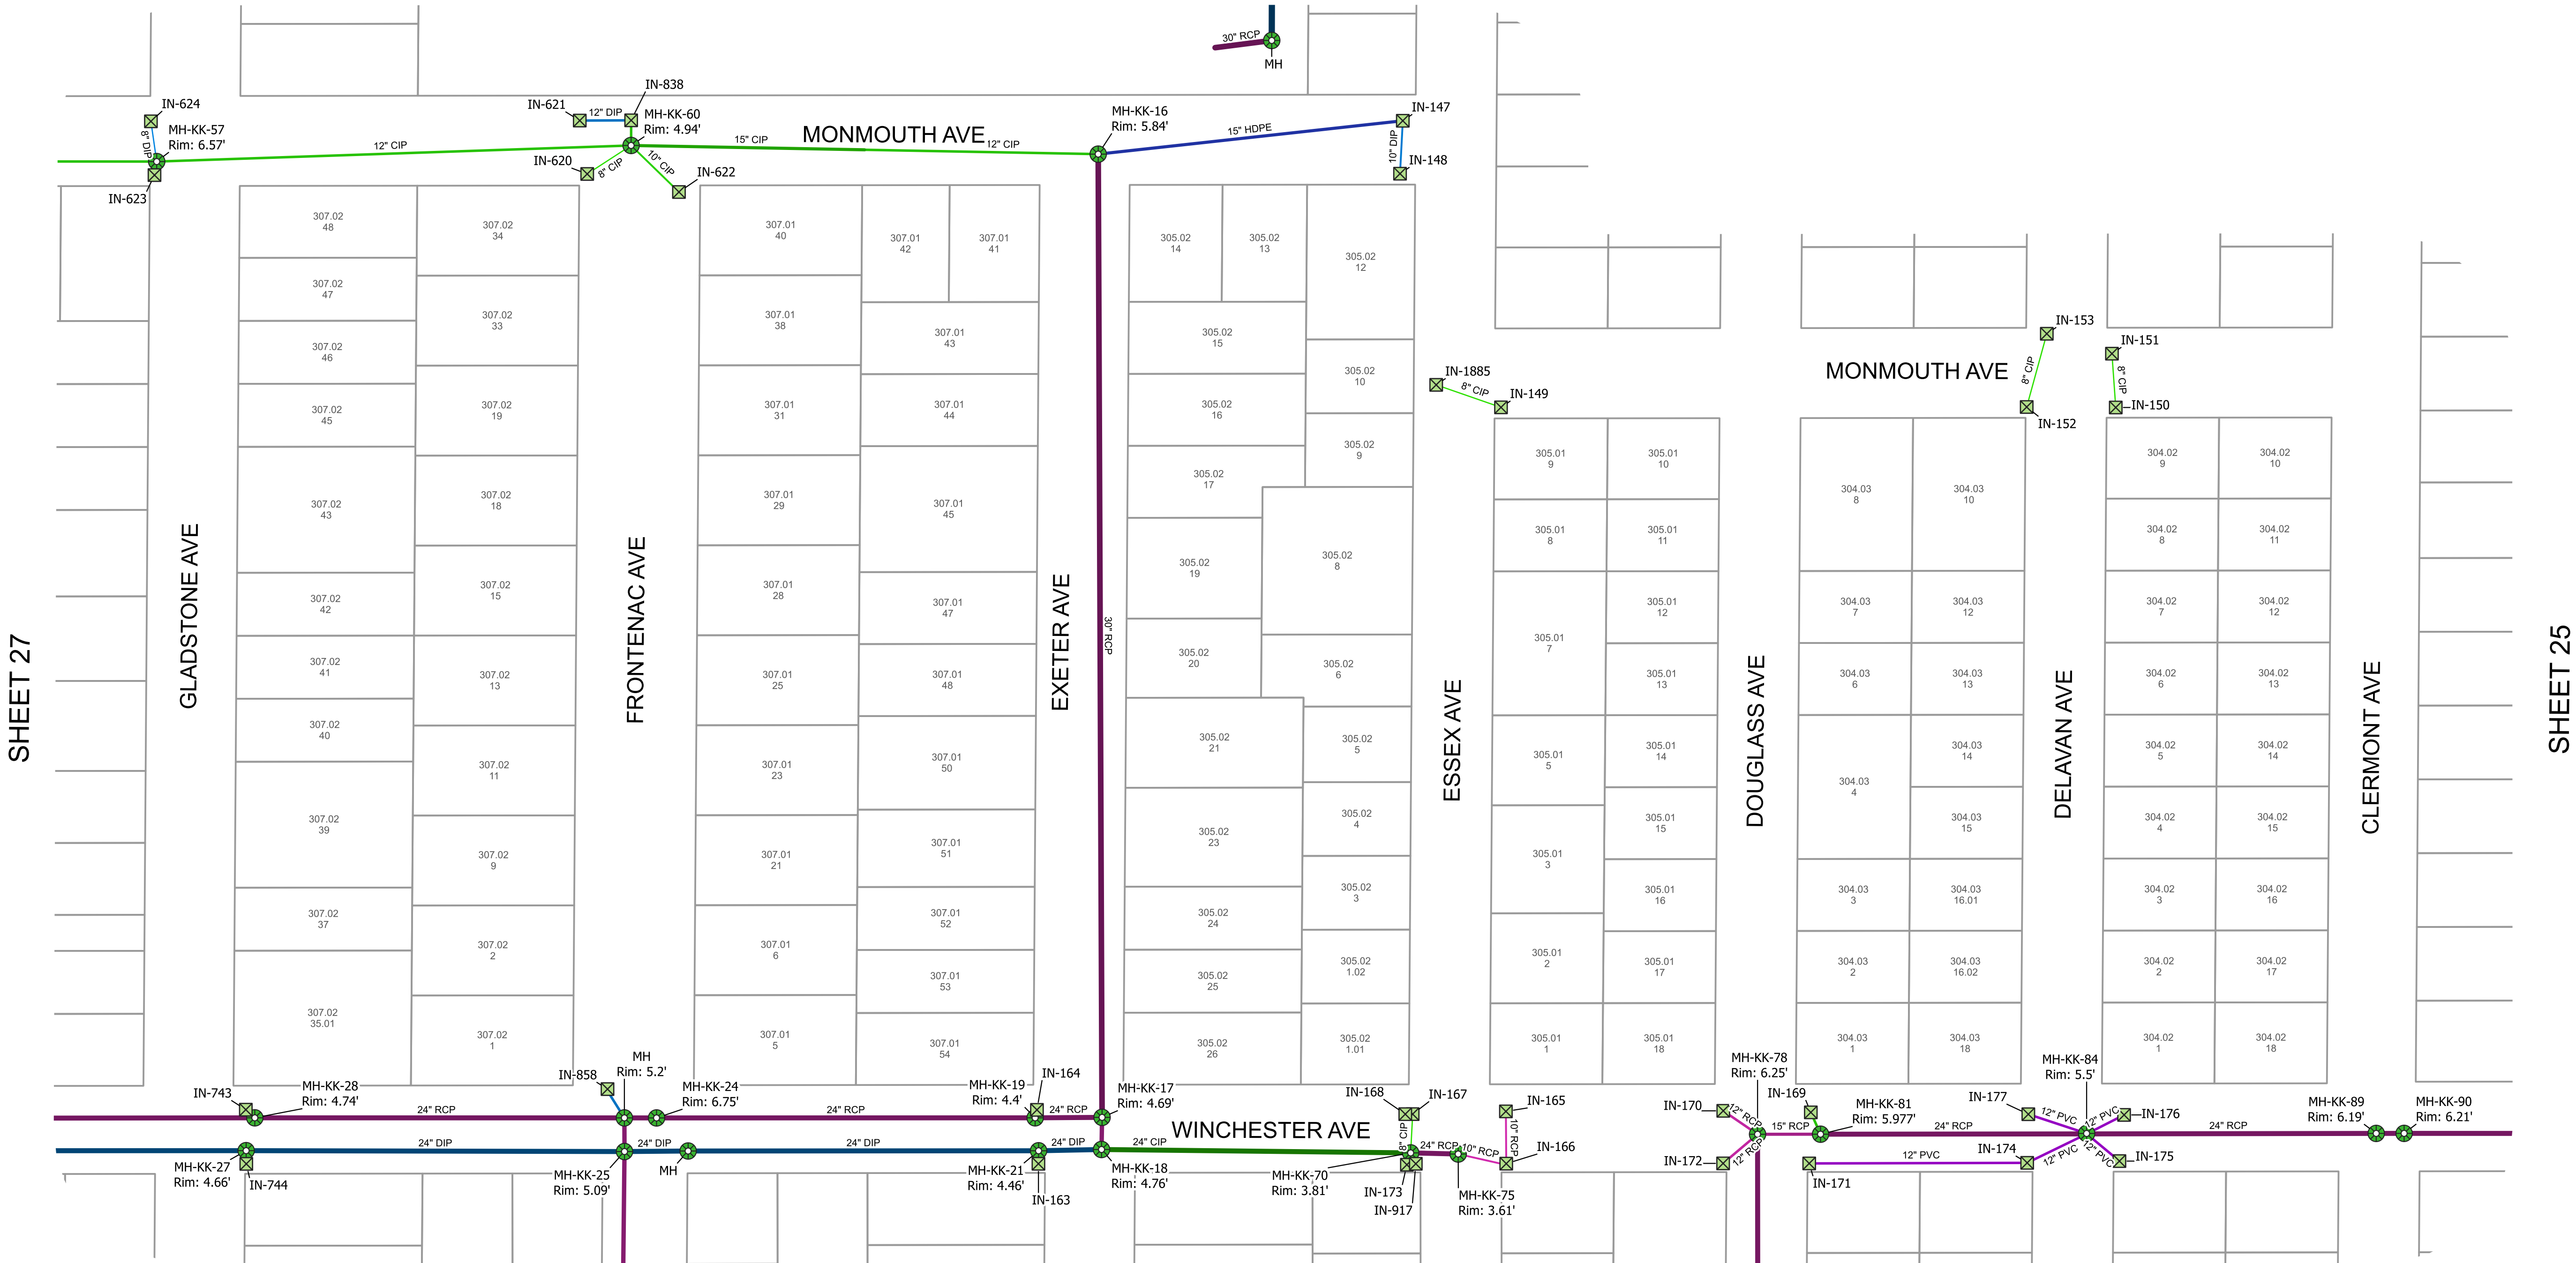 30" RCP
MH
IN-624
MH-KK-57
Rim: 6.57'
8" DIP
IN-623
12" CIP
IN-621
12" DIP
IN-838
MH-KK-60
Rim: 4.94'
IN-620
8" CIP
10" CIP
IN-622
15" CIP
MONMOUTH AVE
12" CIP
MH-KK-16
Rim: 5.84'
15" HDPE
IN-147
10" DIP
IN-148
IN-1885
8" CIP
IN-149
MONMOUTH AVE
IN-153
8" CIP
IN-152
IN-151
8" CIP
IN-150
SHEET 27
GLADSTONE AVE
307.02
48
307.02
47
307.02
46
307.02
45
307.02
43
307.02
42
307.02
41
307.02
40
307.02
39
307.02
37
307.02
35.01
307.02
34
307.02
33
307.02
19
307.02
18
307.02
15
307.02
13
307.02
11
307.02
9
307.02
2
307.02
1
FRONTENAC AVE
307.01
40
307.01
38
307.01
31
307.01
29
307.01
28
307.01
25
307.01
23
307.01
21
307.01
6
307.01
5
307.01
42
307.01
41
307.01
43
307.01
44
307.01
45
307.01
47
307.01
48
307.01
50
307.01
51
307.01
52
307.01
53
307.01
54
EXETER AVE
30" RCP
305.02
14
305.02
13
305.02
12
305.02
15
305.02
16
305.02
17
305.02
19
305.02
20
305.02
21
305.02
23
305.02
24
305.02
25
305.02
26
305.02
10
305.02
9
305.02
8
305.02
6
305.02
5
305.02
4
305.02
3
305.02
1.02
305.02
1.01
ESSEX AVE
305.01
9
305.01
8
305.01
7
305.01
5
305.01
3
305.01
2
305.01
1
305.01
10
305.01
11
305.01
12
305.01
13
305.01
14
305.01
15
305.01
16
305.01
17
305.01
18
DOUGLASS AVE
304.03
8
304.03
7
304.03
6
304.03
4
304.03
3
304.03
2
304.03
1
304.03
10
304.03
12
304.03
13
304.03
14
304.03
15
304.03
16.01
304.03
16.02
304.03
18
DELAVAN AVE
304.02
9
304.02
8
304.02
7
304.02
6
304.02
5
304.02
4
304.02
3
304.02
2
304.02
1
304.02
10
304.02
11
304.02
12
304.02
13
304.02
14
304.02
15
304.02
16
304.02
17
304.02
18
CLERMONT AVE
SHEET 25
IN-743
MH-KK-28
Rim: 4.74'
24" RCP
IN-858
MH
Rim: 5.2'
MH-KK-24
Rim: 6.75'
24" RCP
MH-KK-19
Rim: 4.4'
IN-164
24" RCP
MH-KK-17
Rim: 4.69'
MH-KK-27
Rim: 4.66'
IN-744
24" DIP
MH-KK-25
Rim: 5.09'
24" DIP
MH
24" DIP
MH-KK-21
Rim: 4.46'
IN-163
24" DIP
MH-KK-18
Rim: 4.76'
24" CIP
WINCHESTER AVE
IN-168
IN-167
8" CIP
MH-KK-70
Rim: 3.81'
IN-173
IN-917
24" RCP
MH-KK-75
Rim: 3.61'
10" RCP
IN-165
10" RCP
IN-166
IN-170
12" RCP
MH-KK-78
Rim: 6.25'
IN-172
12" RCP
15" RCP
IN-169
MH-KK-81
Rim: 5.977'
IN-171
12" PVC
24" RCP
IN-177
12" PVC
MH-KK-84
Rim: 5.5'
12" PVC
IN-176
IN-174
12" PVC
12" PVC
IN-175
24" RCP
MH-KK-89
Rim: 6.19'
MH-KK-90
Rim: 6.21'